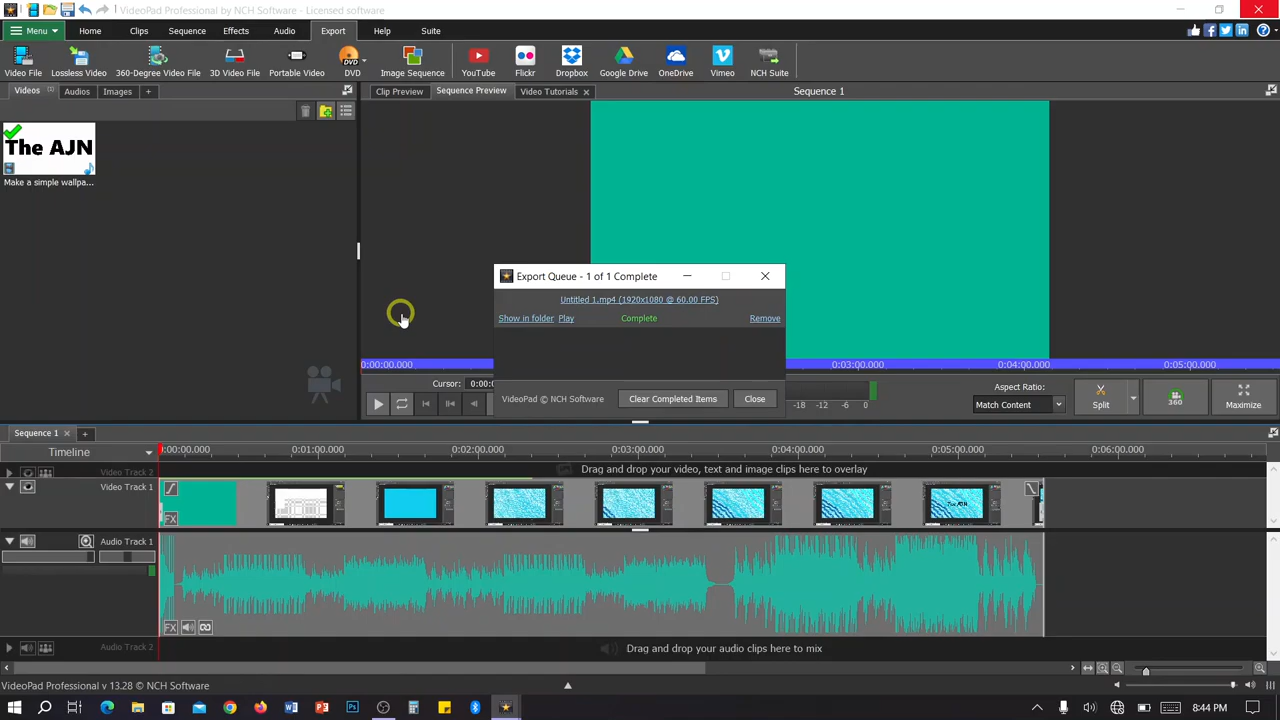 VideoPad Professional by NCH Software - Licensed software
Menu Home Clips Sequence Effects Audio Export Help Suite
Video File Lossless Video 360-Degree Video File 3D Video File Portable Video DVD Image Sequence YouTube Flickr Dropbox Google Drive OneDrive Vimeo NCH Suite
Videos (1) Audios Images +
Clip Preview Sequence Preview Video Tutorials × Sequence 1
The AJN
Make a simple wallpa...
Export Queue - 1 of 1 Complete
Untitled 1.mp4 (1920x1080 @ 60.00 FPS)
Show in folder Play Complete Remove
VideoPad © NCH Software Clear Completed Items Close
0:00:00.000 0:03:00.000 0:04:00.000 0:05:00.000
Cursor: 0:00:0
-18 -12 -6 0
Aspect Ratio:
Match Content
Split
360
Maximize
Sequence 1 × +
Timeline
0:00:00.000 0:01:00.000 0:02:00.000 0:03:00.000 0:04:00.000 0:05:00.000 0:06:00.000
Video Track 2 Drag and drop your video, text and image clips here to overlay
Video Track 1
FX
The AJN
Audio Track 1
FX
Audio Track 2 Drag and drop your audio clips here to mix
VideoPad Professional v 13.28 © NCH Software
8:44 PM